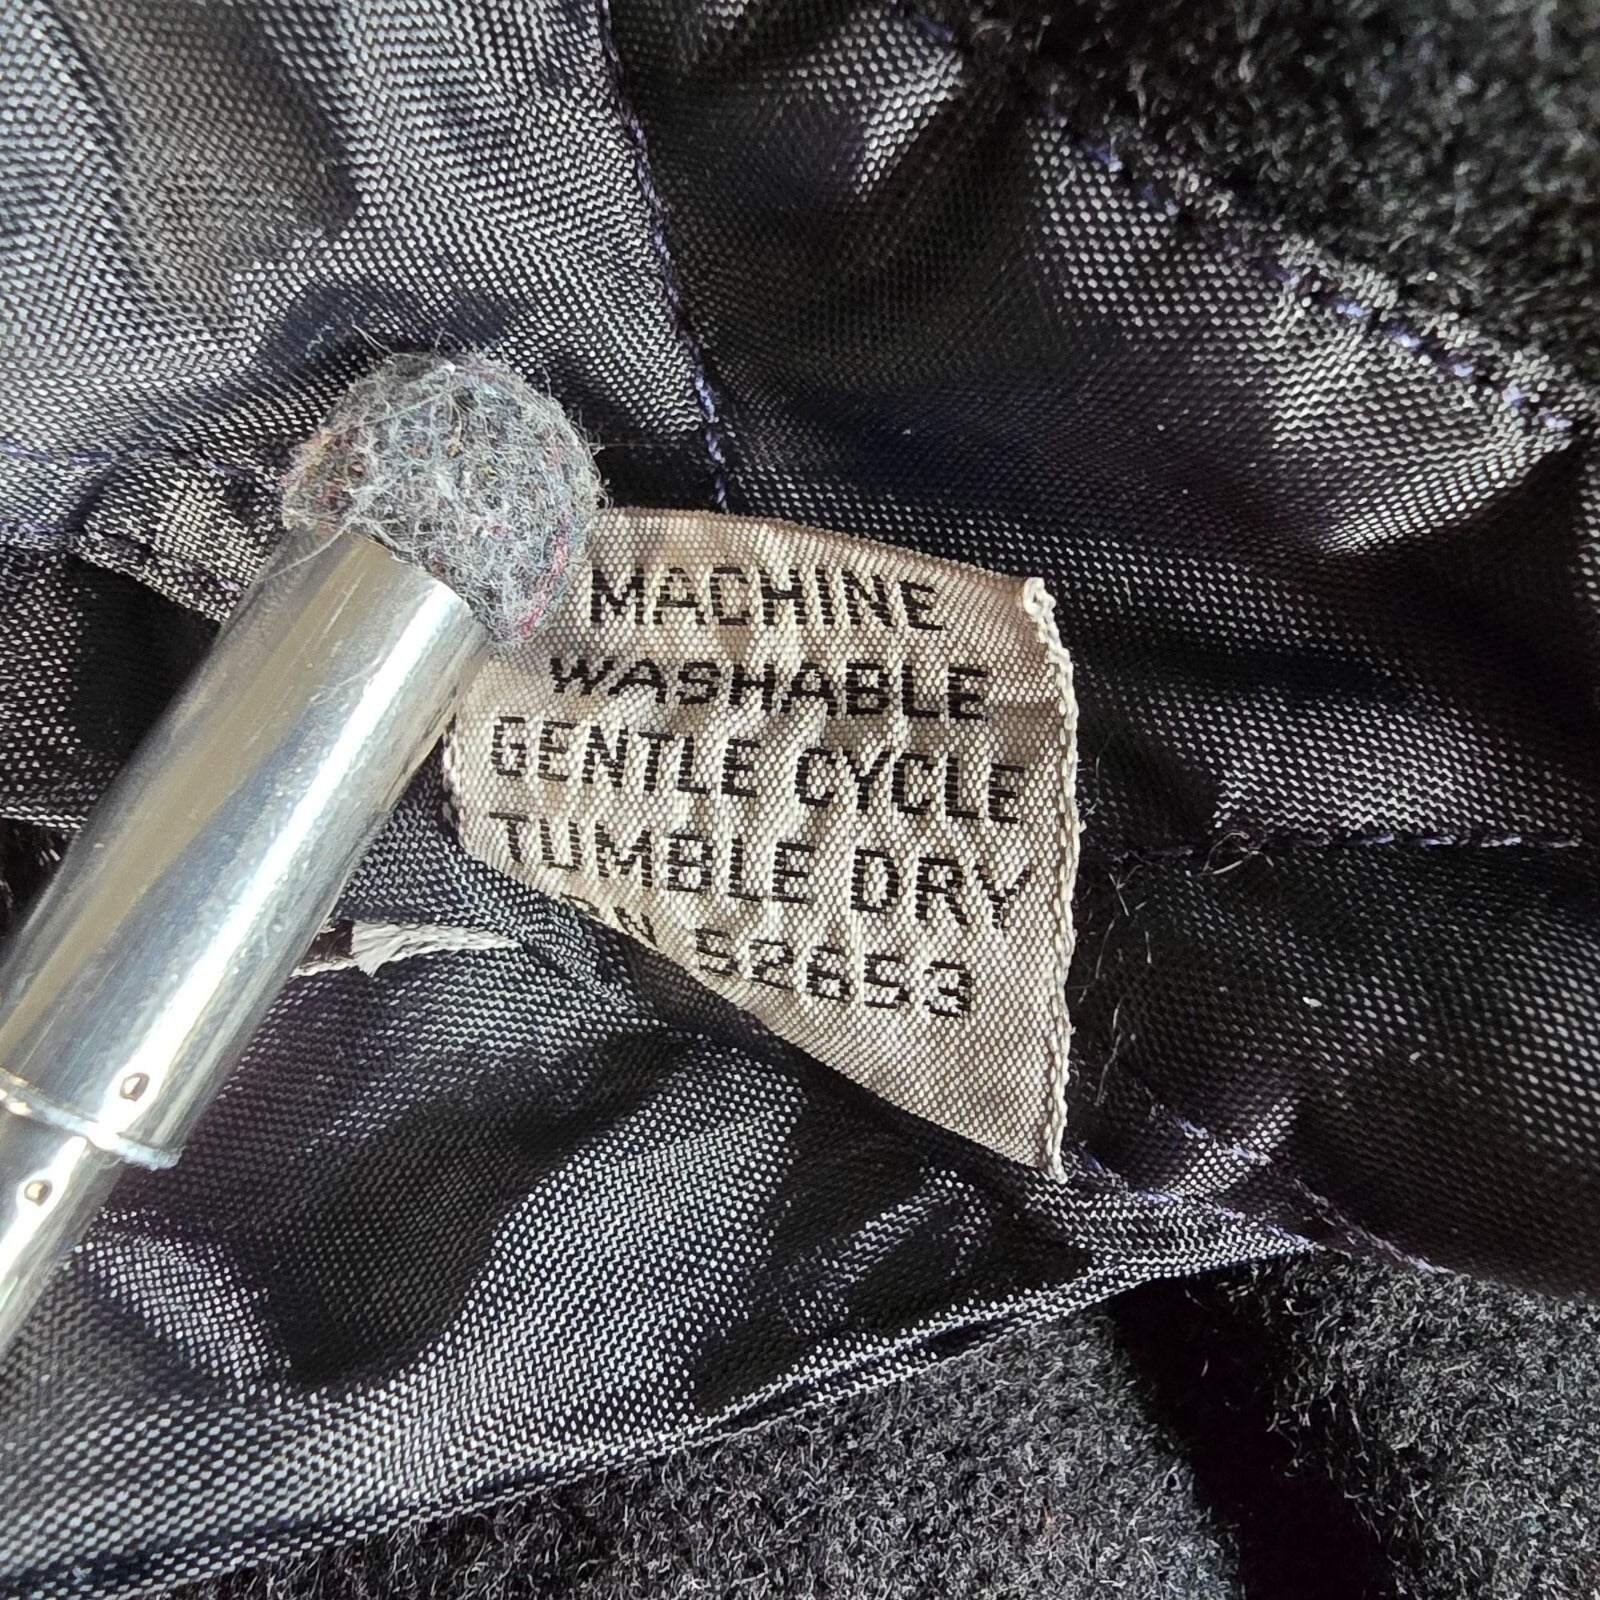 MACHINE
WASHABLE
GENTLE CYCLE
TUMBLE DRY
52653